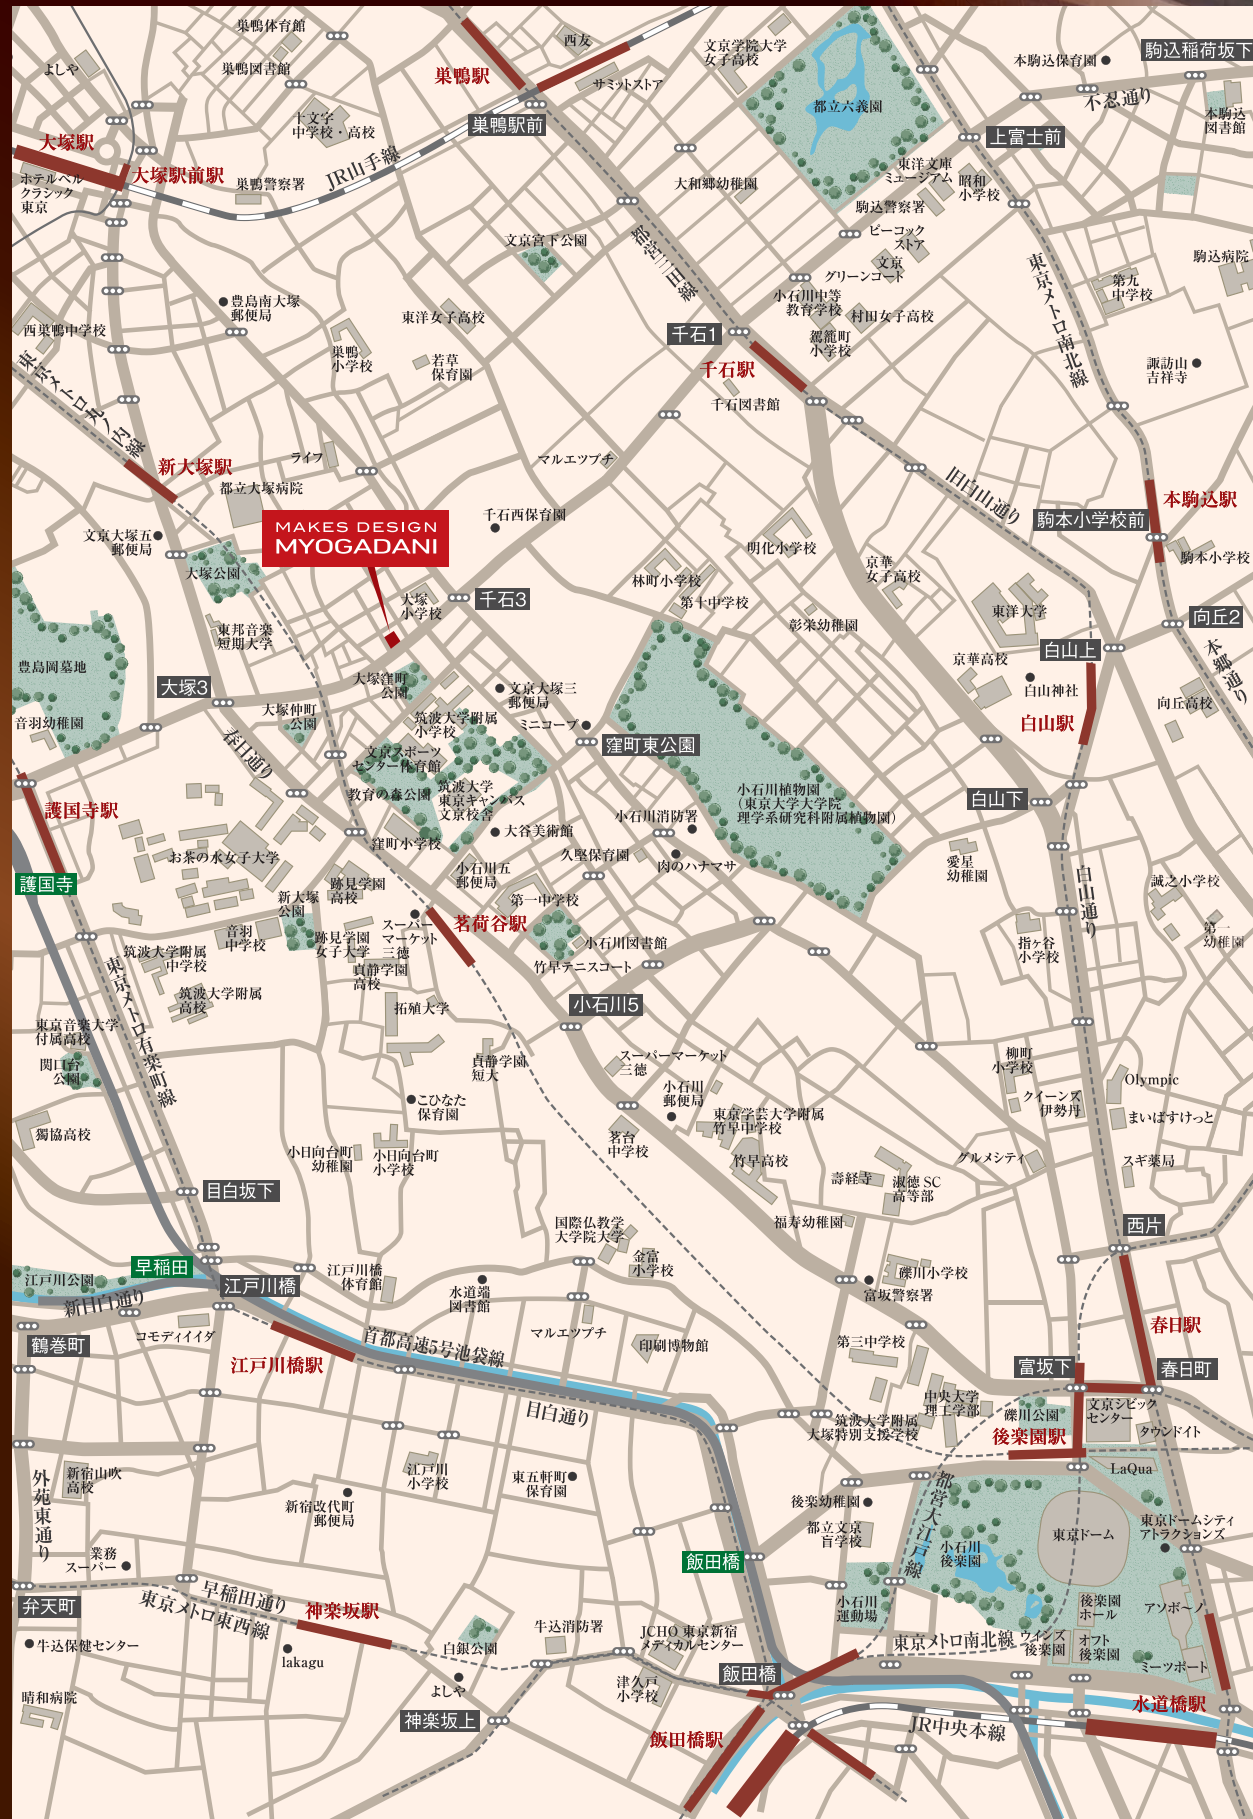 巣鴨体育館
よしや
巣鴨図書館
巣鴨駅
西友
サミットストア
文京学院大学
女子高校
本駒込保育園
駒込稲荷坂下
不忍通り
都立六義園
本駒込
図書館
十文字
中学校・高校
巣鴨駅前
上富士前
大塚駅
大塚駅前駅
JR山手線
ホテルベル
クラシック
東京
巣鴨警察署
大和郷幼稚園
東洋文庫
ミュージアム
昭和
小学校
駒込警察署
ピーコック
ストア
文京宮下公園
都営三田線
文京
グリーンコート
東京メトロ南北線
駒込病院
第九
中学校
小石川中等
教育学校
村田女子高校
豊島南大塚
郵便局
東洋女子高校
西巣鴨中学校
千石1
駕籠町
小学校
巣鴨
小学校
若草
保育園
千石駅
諏訪山
吉祥寺
東京メトロ丸ノ内線
千石図書館
新大塚駅
ライフ
マルエツプチ
都立大塚病院
旧白山通り
本駒込駅
MAKES DESIGN
MYOGADANI
千石西保育園
駒本小学校前
文京大塚五
郵便局
明化小学校
駒本小学校
大塚公園
林町小学校
京華
女子高校
大塚
小学校
千石3
第十中学校
東洋大学
向丘2
東邦音楽
短期大学
彰栄幼稚園
白山上
本郷通り
豊島岡墓地
京華高校
大塚3
大塚窪町
公園
文京大塚三
郵便局
白山神社
向丘高校
音羽幼稚園
大塚仲町
公園
筑波大学附属
小学校
ミニコープ
白山駅
春日通り
窪町東公園
文京スポーツ
センター体育館
教育の森公園
筑波大学
東京キャンパス
文京校舎
小石川植物園
(東京大学大学院
理学系研究科附属植物園)
白山下
護国寺駅
小石川消防署
大谷美術館
窪町小学校
久堅保育園
肉のハナマサ
お茶の水女子大学
愛星
幼稚園
白山通り
護国寺
小石川五
郵便局
誠之小学校
跡見学園
高校
新大塚
公園
第一中学校
スーパー
マーケット
三徳
茗荷谷駅
音羽
中学校
跡見学園
女子大学
小石川図書館
指ヶ谷
小学校
第一
幼稚園
筑波大学附属
中学校
竹早テニスコート
貞静学園
高校
東京メトロ有楽町線
筑波大学附属
高校
拓殖大学
小石川5
東京音楽大学
付属高校
関口台
公園
貞静学園
短大
スーパーマーケット
三徳
柳町
小学校
Olympic
小石川
郵便局
こひなた
保育園
クイーンズ
伊勢丹
まいばすけっと
獨協高校
茗台
中学校
東京学芸大学附属
竹早中学校
小日向台町
幼稚園
小日向台町
小学校
竹早高校
グルメシティ
スギ薬局
目白坂下
壽経寺
淑徳 SC
高等部
国際仏教学
大学院大学
福寿幼稚園
西片
早稲田
金富
小学校
江戸川公園
江戸川橋
江戸川橋
体育館
礫川小学校
新目白通り
水道端
図書館
富坂警察署
鶴巻町
コモディイイダ
首都高速5号池袋線
マルエツプチ
印刷博物館
第三中学校
春日駅
江戸川橋駅
富坂下
春日町
目白通り
中央大学
理工学部
礫川公園
文京シビック
センター
筑波大学附属
大塚特別支援学校
後楽園駅
タウンドイト
外苑東通り
新宿山吹
高校
江戸川
小学校
東五軒町
保育園
LaQua
新宿改代町
郵便局
後楽幼稚園
都営大江戸線
都立文京
盲学校
東京ドーム
東京ドームシティ
アトラクションズ
業務
スーパー
飯田橋
小石川
後楽園
早稲田通り
弁天町
東京メトロ東西線
神楽坂駅
小石川
運動場
後楽園
ホール
アソボーノ
牛込保健センター
牛込消防署
JCHO 東京新宿
メディカルセンター
東京メトロ南北線
ウインズ
後楽園
オフト
後楽園
白銀公園
lakagu
ミーツポート
よしや
津久戸
小学校
飯田橋
晴和病院
神楽坂上
水道橋駅
飯田橋駅
JR中央本線